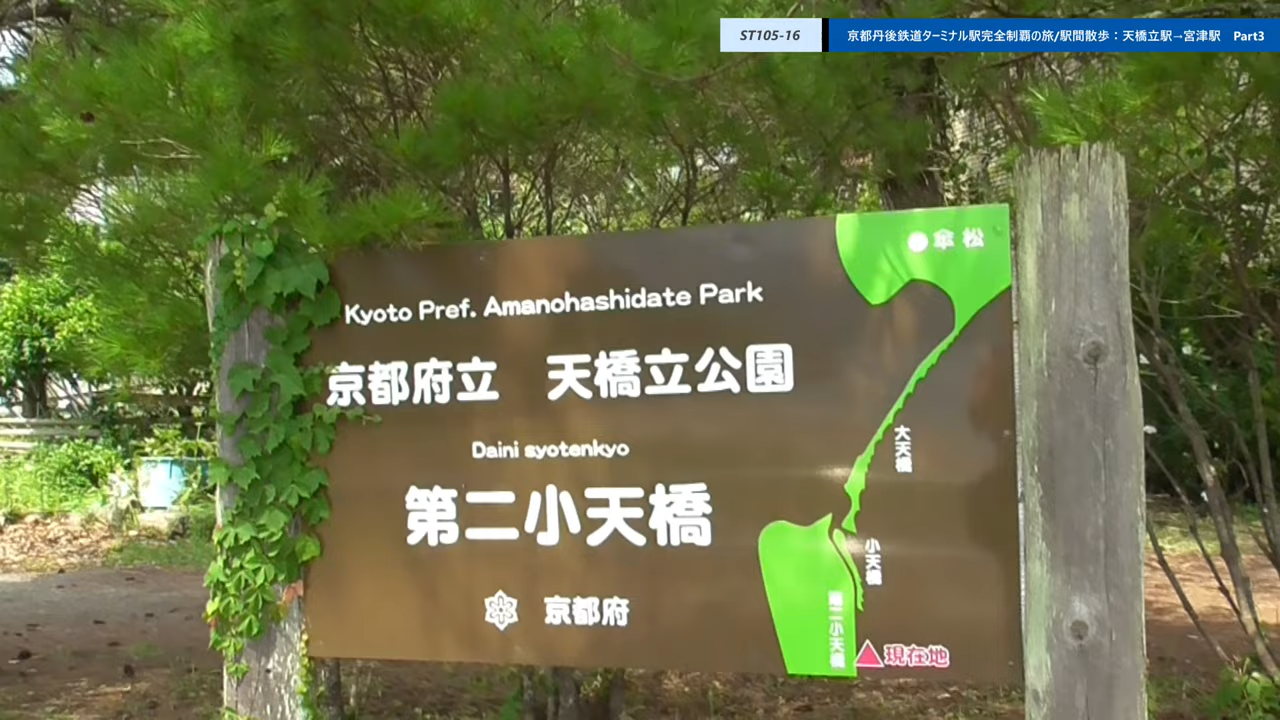 ST105-16
京都丹後鉄道ターミナル駅完全制覇の旅/駅間散歩：天橋立駅→宮津駅 Part3
傘松
Kyoto Pref. Amanohashidate Park
京都府立 天橋立公園
大天橋
Daini syotenkyo
第二小天橋
小天橋
第二小天橋
京都府
現在地